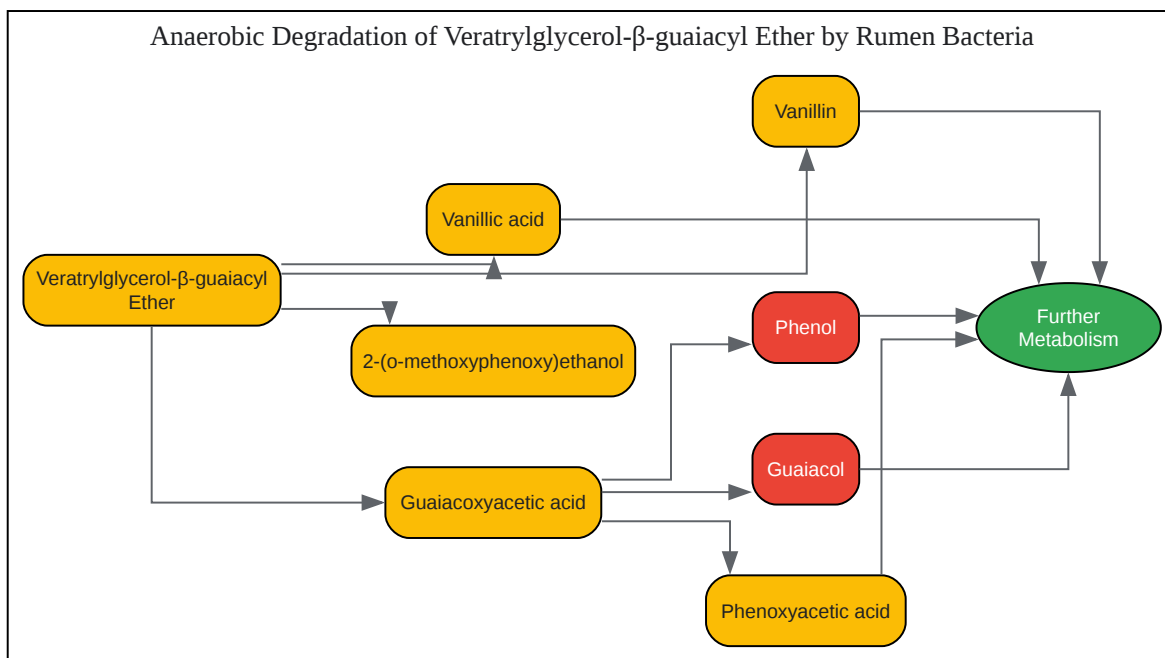 Anaerobic Degradation of Veratrylglycerol-β-guaiacyl Ether by Rumen Bacteria
Vanillin
Vanillic acid
Veratrylglycerol-β-guaiacyl
Ether
Phenol
Further
Metabolism
2-(o-methoxyphenoxy)ethanol
Guaiacol
Guaiacoxyacetic acid
Phenoxyacetic acid